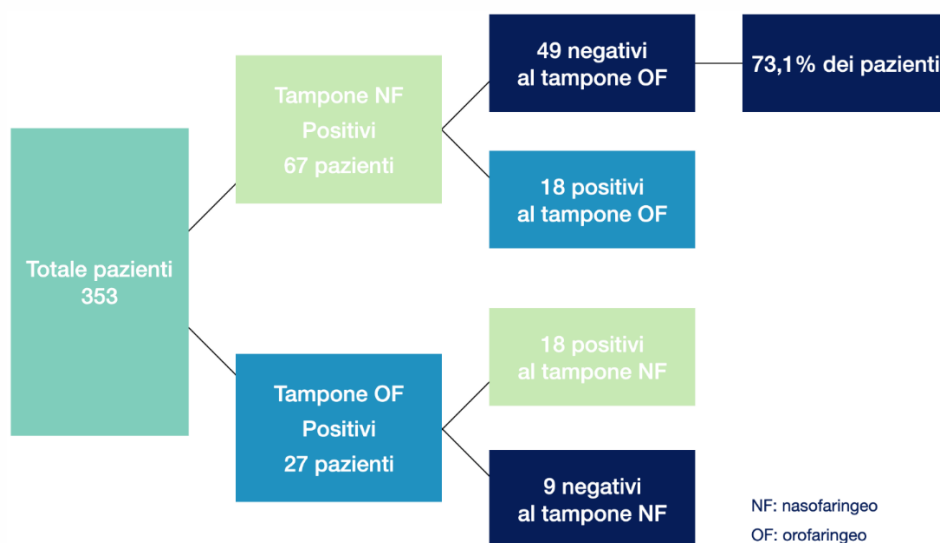 Totale pazienti
353
Tampone NF
Positivi
67 pazienti
49 negativi
al tampone OF
73,1% dei pazienti
18 positivi
al tampone OF
Tampone OF
Positivi
27 pazienti
18 positivi
al tampone NF
9 negativi
al tampone NF
NF: nasofaringeo
OF: orofaringeo